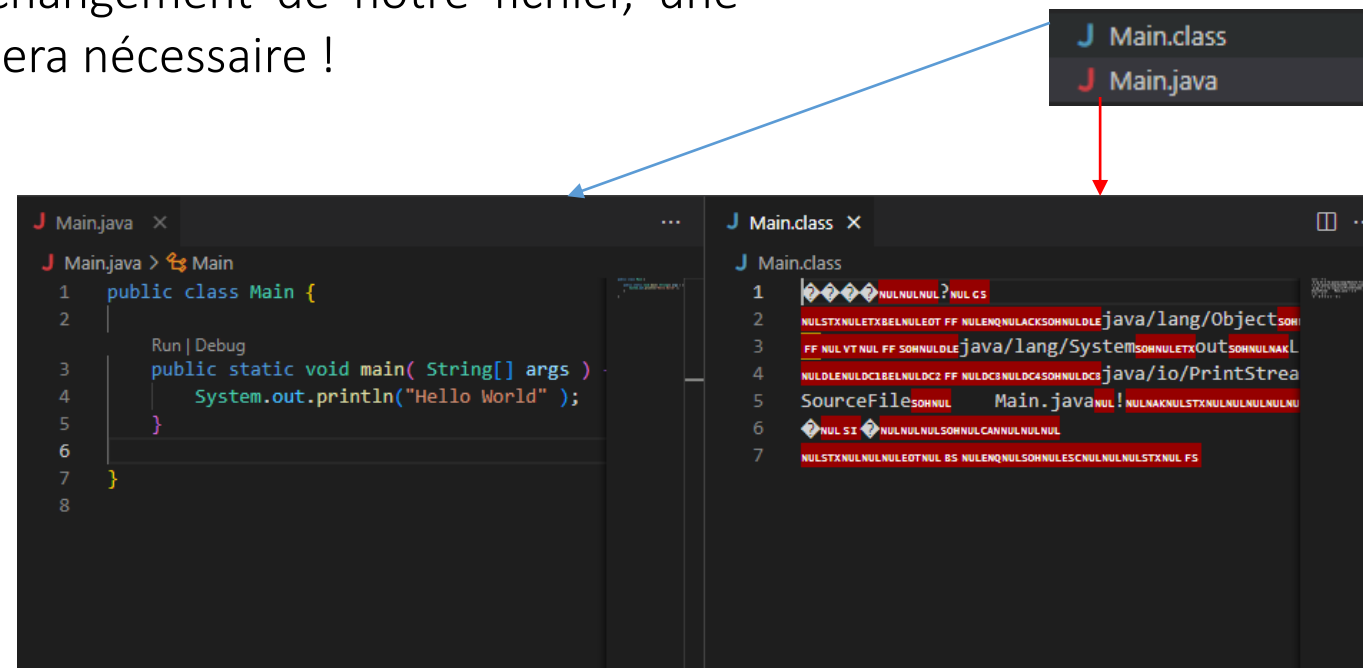 changement de notre fichier, une
era nécessaire !
J Main.class
J Main.java
J Main.java × ...
J Main.java > Main
1 public class Main {
2
Run | Debug
3 public static void main( String[] args )
4 System.out.println("Hello World" );
5 }
6
7 }
8
J Main.class ×
J Main.class
1 ����NULNULNUL?NUL GS
2 NULSTXNULETXBELNULEOT FF NULENQNULACKSOHNULDLEjava/lang/ObjectSOH
3 FF NUL VT NUL FF SOHNULDLEjava/lang/SystemSOHNULETXoutSOHNULNAKL
4 NULDLENULDC1BELNULDC2 FF NULDC3NULDC4SOHNULDC3java/io/PrintStrea
5 SourceFileSOHNUL Main.javaNUL!NULNAKNULSTXNULNULNULNULNU
6 �NUL SI �NULNULNULSOHNULCANNULNULNUL
7 NULSTXNULNULNULEOTNUL BS NULENQNULSOHNULESCNULNULNULSTXNUL FS